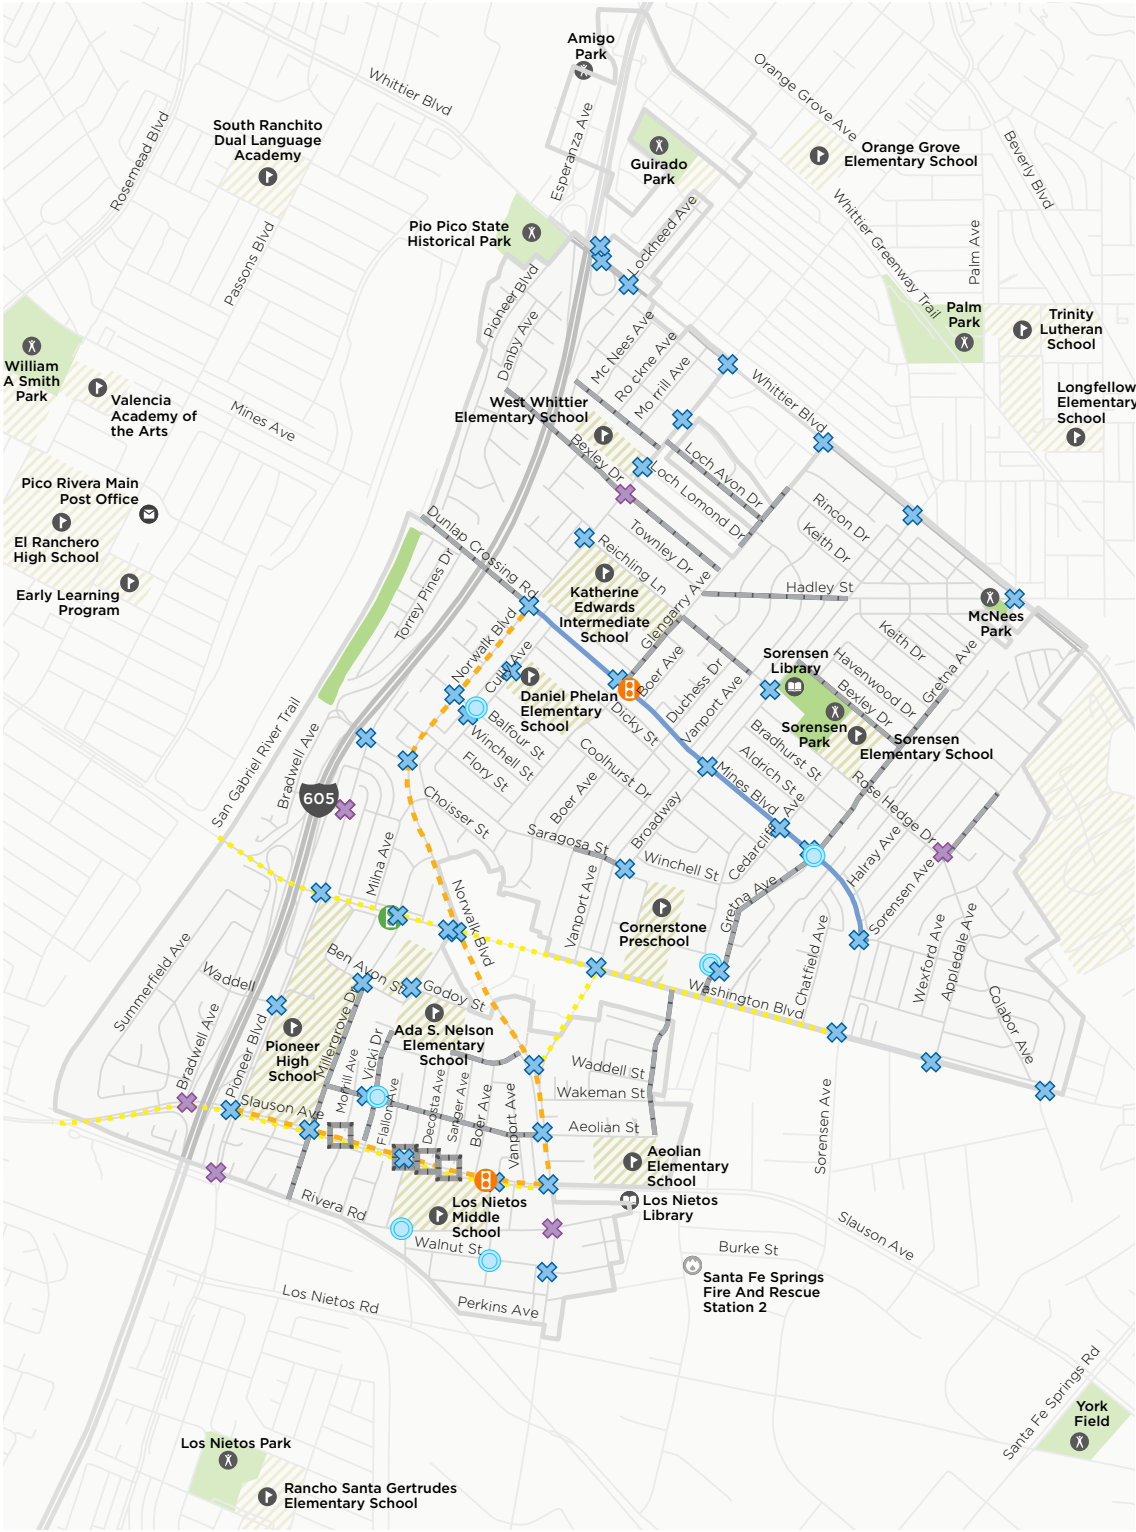 Amigo
Park
Whittier Blvd
Orange Grove Ave
Rosemead Blvd
South Ranchito
Dual Language
Academy
Esperanza Ave
Guirado
Park
Orange Grove
Elementary School
Beverly Blvd
Whittier Greenway Trail
Palm Ave
Pio Pico State
Historical Park
Lockheed Ave
Passons Blvd
Pioneer Blvd
Danby Ave
Mc Nees Ave
Ro ckne Ave
Mo rrill Ave
Palm
Park
Trinity
Lutheran
School
William
A Smith
Park
Valencia
Academy of
the Arts
Mines Ave
West Whittier
Elementary School
Whittier Blvd
Longfellow
Elementary
School
Bexley Dr
Loch Avon Dr
Loch Lomond Dr
Pico Rivera Main
Post Office
El Ranchero
High School
Early Learning
Program
Dunlap Crossing Rd
Townley Dr
Reichling Ln
Rincon Dr
Keith Dr
Torrey Pines Dr
Katherine
Edwards
Intermediate
School
Glengarry Ave
Hadley St
McNees
Park
Norwalk Blvd
Cully Ave
Boer Ave
Duchess Dr
Vanport Ave
Sorensen
Library
Keith Dr
Havenwood Dr
Bexley Dr
Gretna Ave
Daniel Phelan
Elementary
School
Dicky St
Sorensen
Park
Sorensen
Elementary School
Balfour St
Winchell St
Flory St
Coolhurst Dr
Bradhurst St
Aldrich St
Mines Blvd
Rose Hedge Dr
San Gabriel River Trail
Bradwell Ave
605
Choisser St
Boer Ave
Broadway
Cedarcliff Ave
Saragosa St
Winchell St
Halray Ave
Milna Ave
Norwalk Blvd
Vanport Ave
Cornerstone
Preschool
Gretna Ave
Sorensen Ave
Chatfield Ave
Wexford Ave
Appledale Ave
Summerfield Ave
Waddell
Ben Avon St
Godoy St
Washington Blvd
Colabor Ave
Bradwell Ave
Pioneer Blvd
Pioneer
High
School
Millergrove Dr
Morrill Ave
Vicki Dr
Ada S. Nelson
Elementary
School
Waddell St
Wakeman St
Slauson Ave
Flallon Ave
Decosta Ave
Sanger Ave
Boer Ave
Vanport Ave
Aeolian St
Sorensen Ave
Aeolian
Elementary
School
Rivera Rd
Los Nietos
Middle
School
Los Nietos
Library
Walnut St
Burke St
Slauson Ave
Santa Fe Springs
Fire And Rescue
Station 2
Los Nietos Rd
Perkins Ave
Santa Fe Springs Rd
York
Field
Los Nietos Park
Rancho Santa Gertrudes
Elementary School